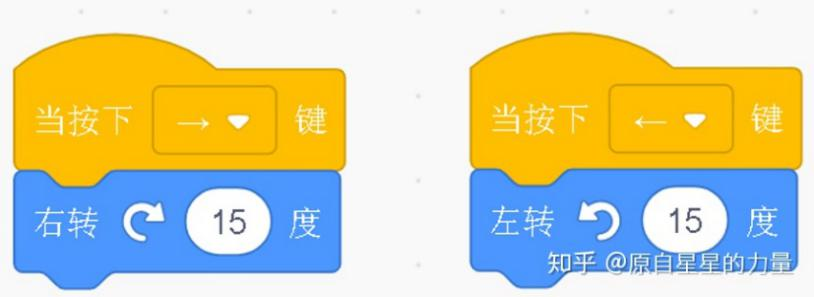 当按下 → 键
右转 15 度
当按下 ← 键
左转 15 度
知乎 @原自星星的力量